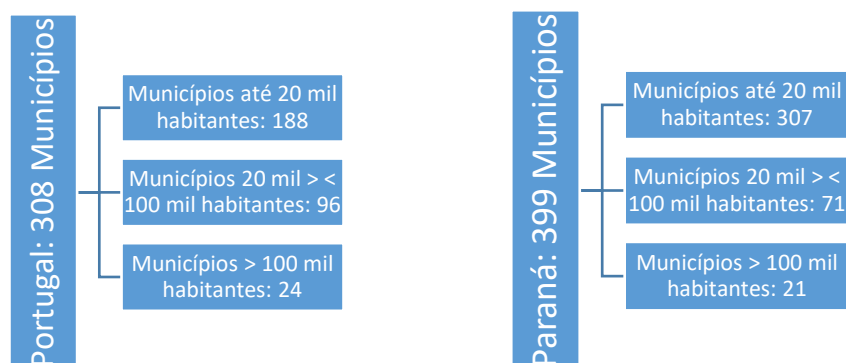 Portugal: 308 Municípios
Municípios até 20 mil
habitantes: 188
Municípios 20 mil > <
100 mil habitantes: 96
Municípios > 100 mil
habitantes: 24
Paraná: 399 Municípios
Municípios até 20 mil
habitantes: 307
Municípios 20 mil > <
100 mil habitantes: 71
Municípios > 100 mil
habitantes: 21